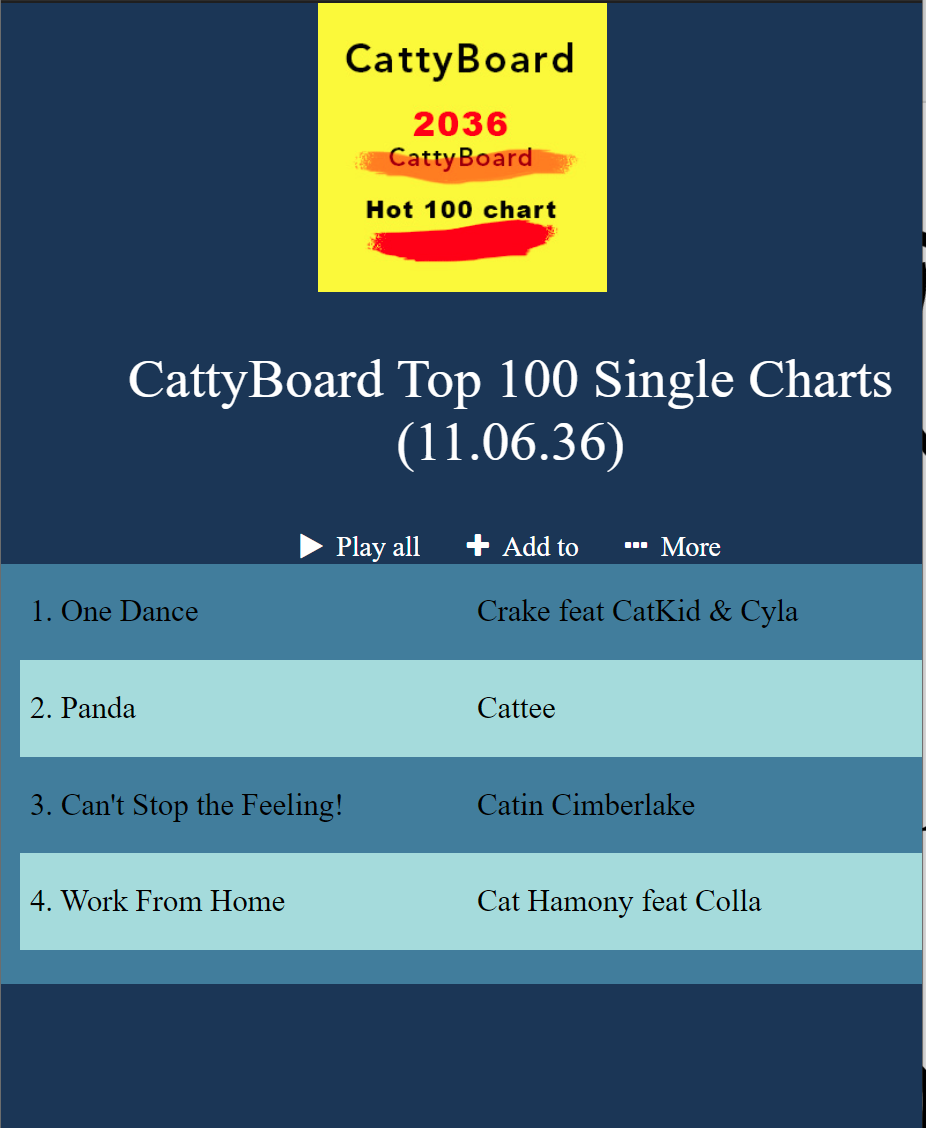 CattyBoard
2036
CattyBoard
Hot 100 chart
CattyBoard Top 100 Single Charts
(11.06.36)
Play all Add to More
1. One Dance Crake feat CatKid & Cyla
2. Panda Cattee
3. Can't Stop the Feeling! Catin Cimberlake
4. Work From Home Cat Hamony feat Colla